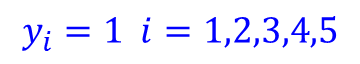 yᵢ = 1 i = 1,2,3,4,5